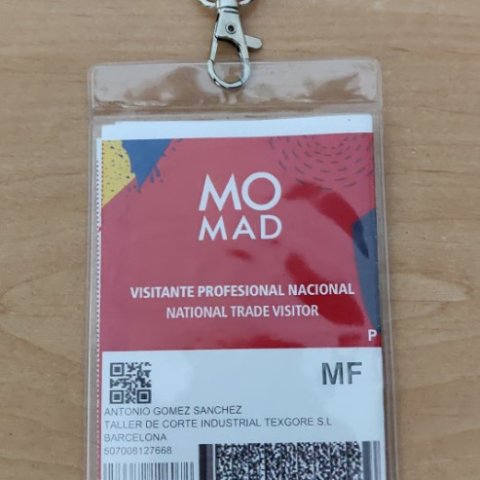 MO
MAD
VISITANTE PROFESIONAL NACIONAL
NATIONAL TRADE VISITOR
P
MF
ANTONIO GOMEZ SANCHEZ
TALLER DE CORTE INDUSTRIAL TEXGORE S.L
BARCELONA
507008127668